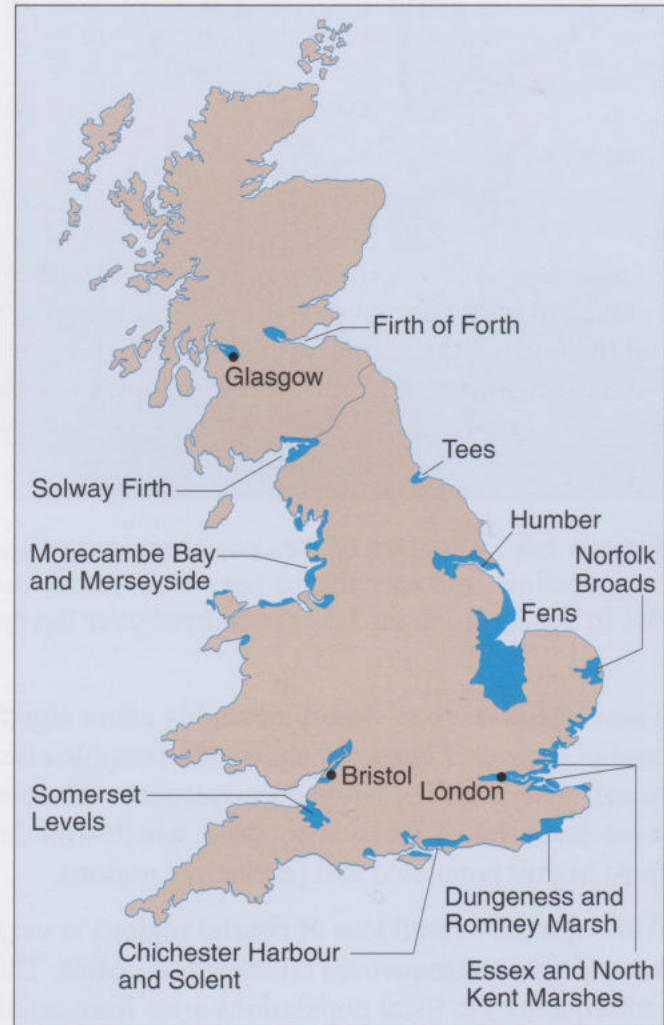 Firth of Forth
Glasgow
Tees
Solway Firth
Humber
Morecambe Bay
and Merseyside
Norfolk
Broads
Fens
Bristol
London
Somerset
Levels
Dungeness and
Romney Marsh
Chichester Harbour
and Solent
Essex and North
Kent Marshes